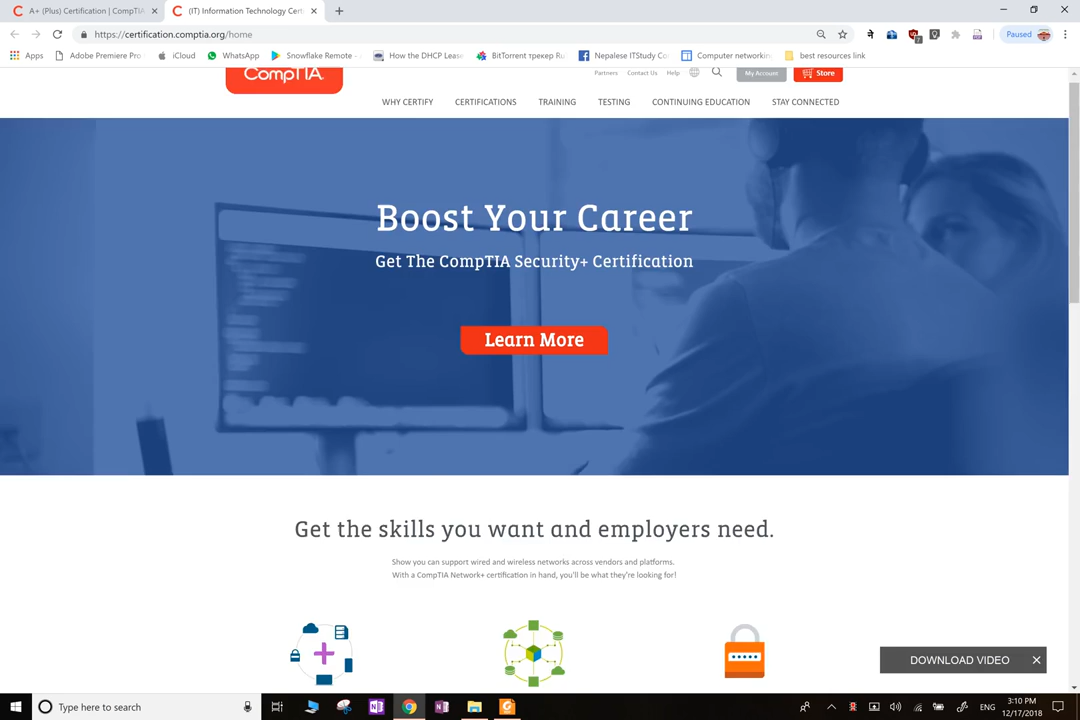 A+ (Plus) Certification | CompTIA
(IT) Information Technology Cert
https://certification.comptia.org/home
Paused
Apps
Adobe Premiere Pro
iCloud
WhatsApp
Snowflake Remote -
How the DHCP Lease
BitTorrent трекер Ru
Nepalese ITStudy Co
Computer networking
best resources link
CompTIA
Partners
Contact Us
Help
My Account
Store
WHY CERTIFY
CERTIFICATIONS
TRAINING
TESTING
CONTINUING EDUCATION
STAY CONNECTED
Boost Your Career
Get The CompTIA Security+ Certification
Learn More
Get the skills you want and employers need.
Show you can support wired and wireless networks across vendors and platforms.
With a CompTIA Network+ certification in hand, you'll be what they're looking for!
DOWNLOAD VIDEO
Type here to search
ENG
3:10 PM
12/17/2018